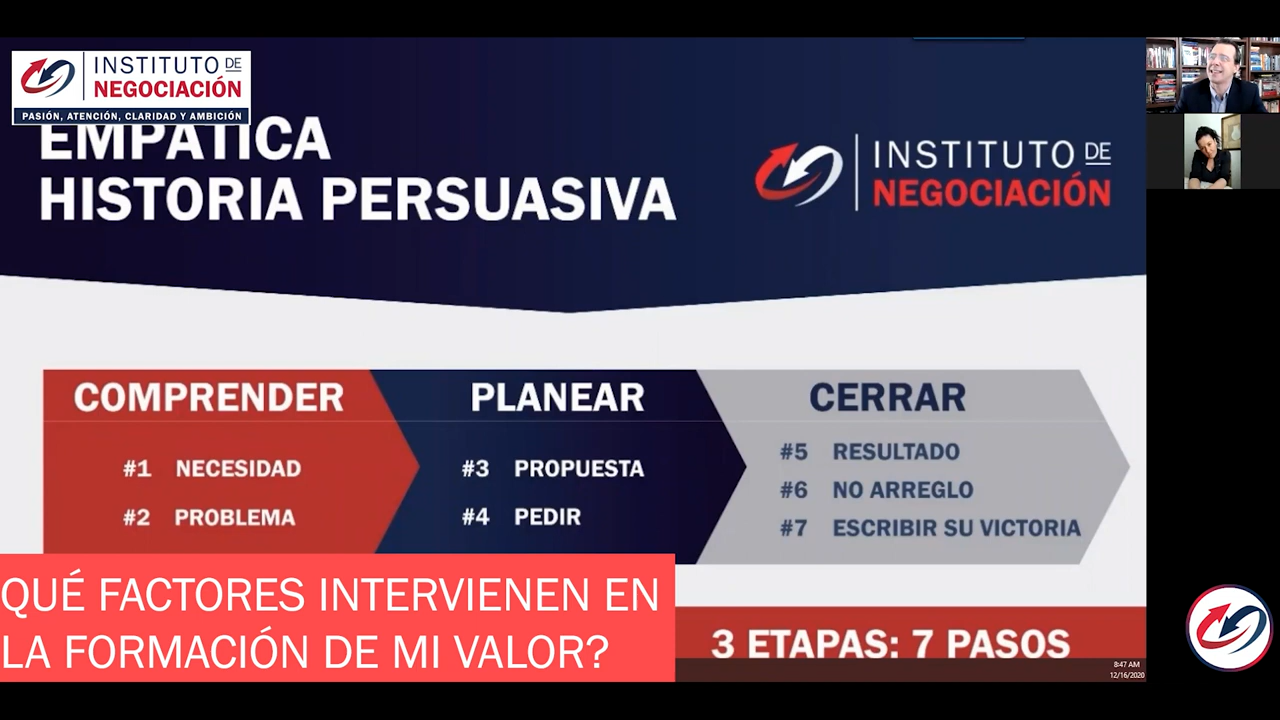 INSTITUTO DE
NEGOCIACIÓN
PASIÓN, ATENCIÓN, CLARIDAD Y AMBICIÓN
EMPÁTICA
HISTORIA PERSUASIVA
INSTITUTO DE
NEGOCIACIÓN
COMPRENDER
#1 NECESIDAD
#2 PROBLEMA
PLANEAR
#3 PROPUESTA
#4 PEDIR
CERRAR
#5 RESULTADO
#6 NO ARREGLO
#7 ESCRIBIR SU VICTORIA
QUÉ FACTORES INTERVIENEN EN
LA FORMACIÓN DE MI VALOR?
3 ETAPAS: 7 PASOS
8:47 AM
12/16/2020